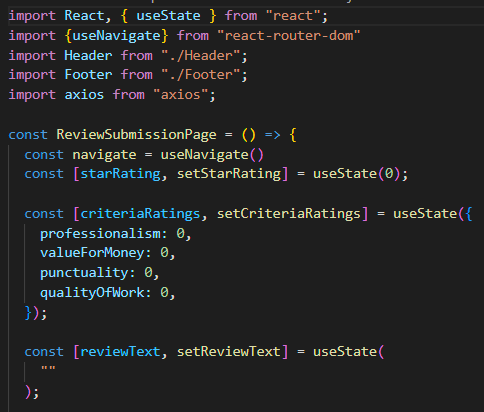 import React, { useState } from "react";
import {useNavigate} from "react-router-dom"
import Header from "./Header";
import Footer from "./Footer";
import axios from "axios";

const ReviewSubmissionPage = () => {
  const navigate = useNavigate()
  const [starRating, setStarRating] = useState(0);

  const [criteriaRatings, setCriteriaRatings] = useState({
    professionalism: 0,
    valueForMoney: 0,
    punctuality: 0,
    qualityOfWork: 0,
  });

  const [reviewText, setReviewText] = useState(
    ""
  );